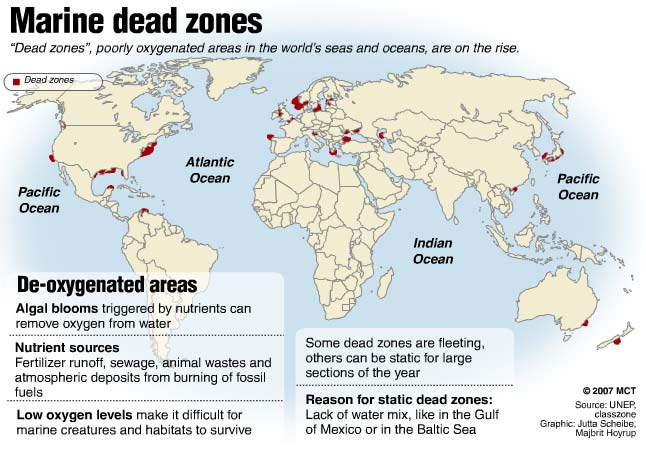 Marine dead zones
“Dead zones”, poorly oxygenated areas in the world’s seas and oceans, are on the rise.
Dead zones
Atlantic
Ocean
Pacific
Ocean
Pacific
Ocean
Indian
Ocean
De-oxygenated areas
Algal blooms triggered by nutrients can
remove oxygen from water
Nutrient sources
Fertilizer runoff, sewage, animal wastes and
atmospheric deposits from burning of fossil
fuels
Low oxygen levels make it difficult for
marine creatures and habitats to survive
Some dead zones are fleeting,
others can be static for large
sections of the year
Reason for static dead zones:
Lack of water mix, like in the Gulf
of Mexico or in the Baltic Sea
© 2007 MCT
Source: UNEP,
classzone
Graphic: Jutta Scheibe,
Majbrit Hoyrup